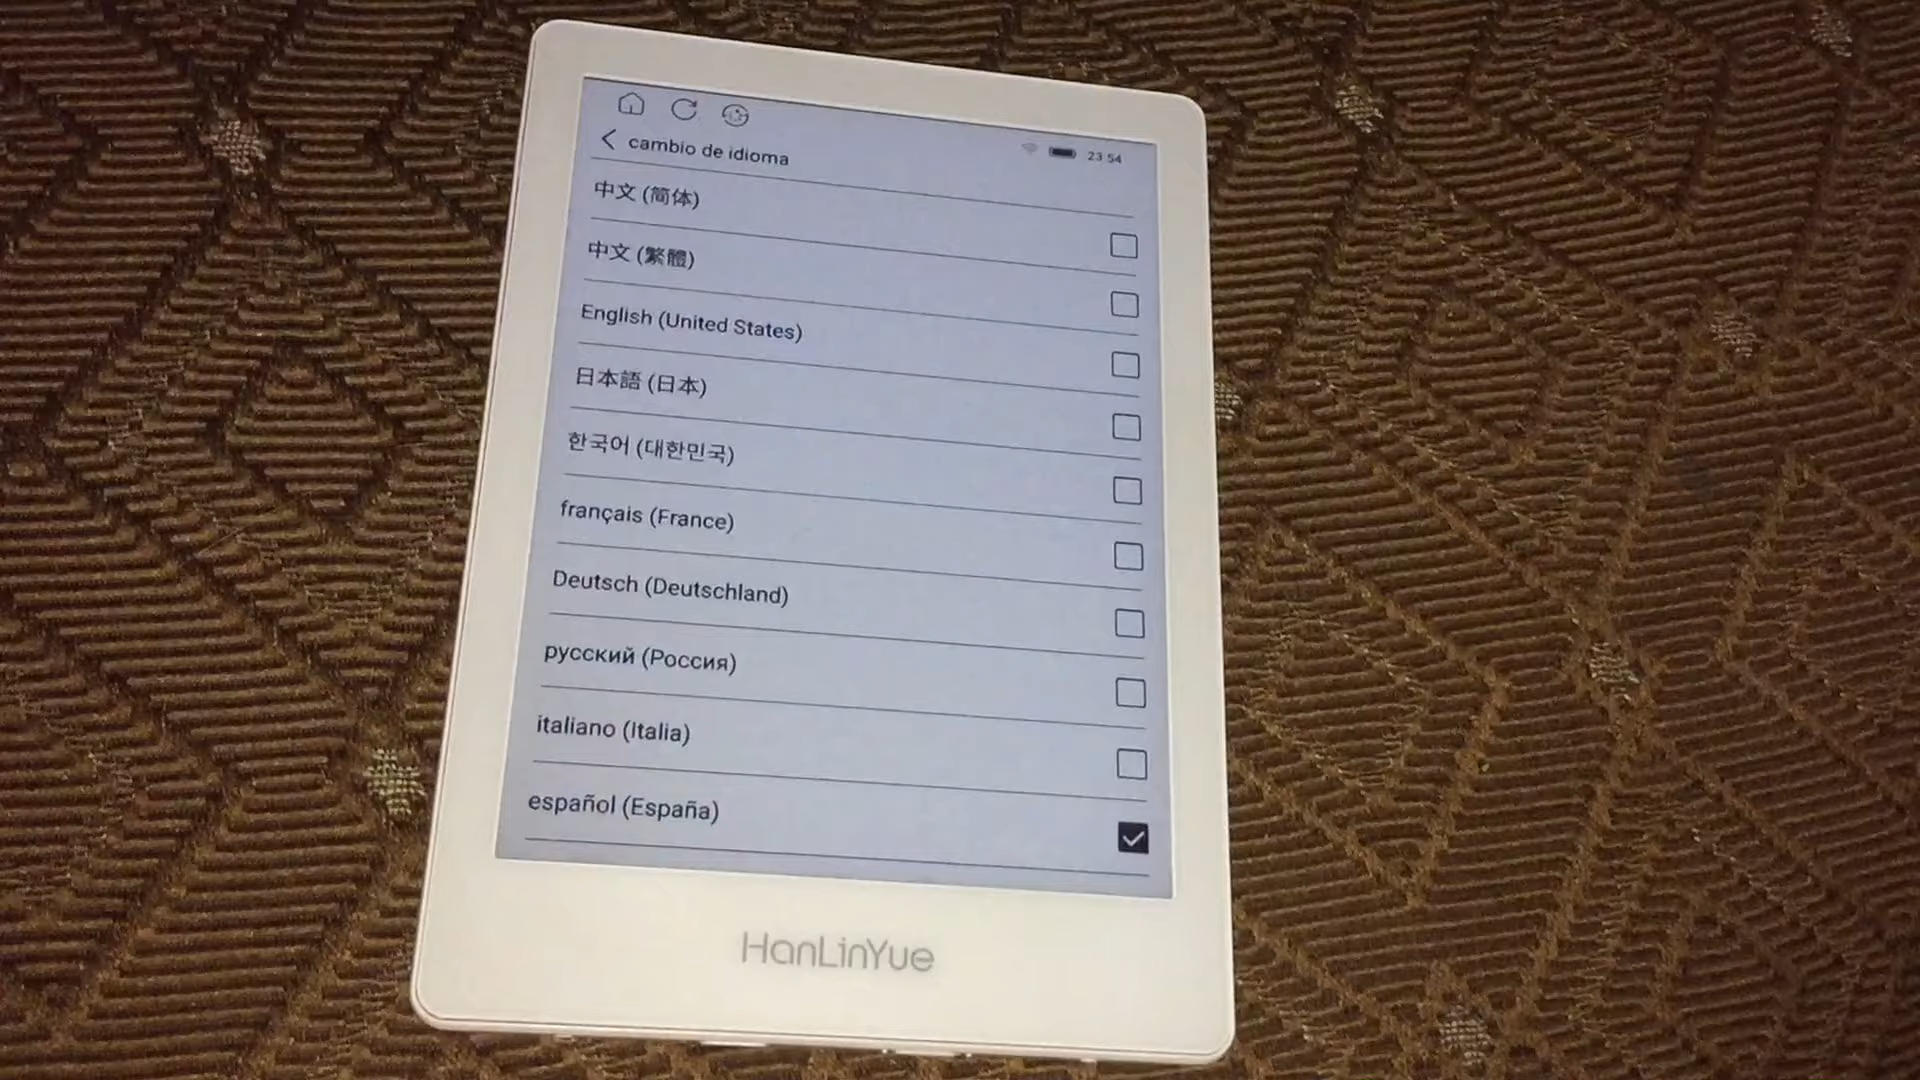 cambio de idioma
23 54
中文 (简体)
中文 (繁體)
English (United States)
日本語 (日本)
한국어 (대한민국)
français (France)
Deutsch (Deutschland)
русский (Россия)
italiano (Italia)
español (España)
HanLinYue